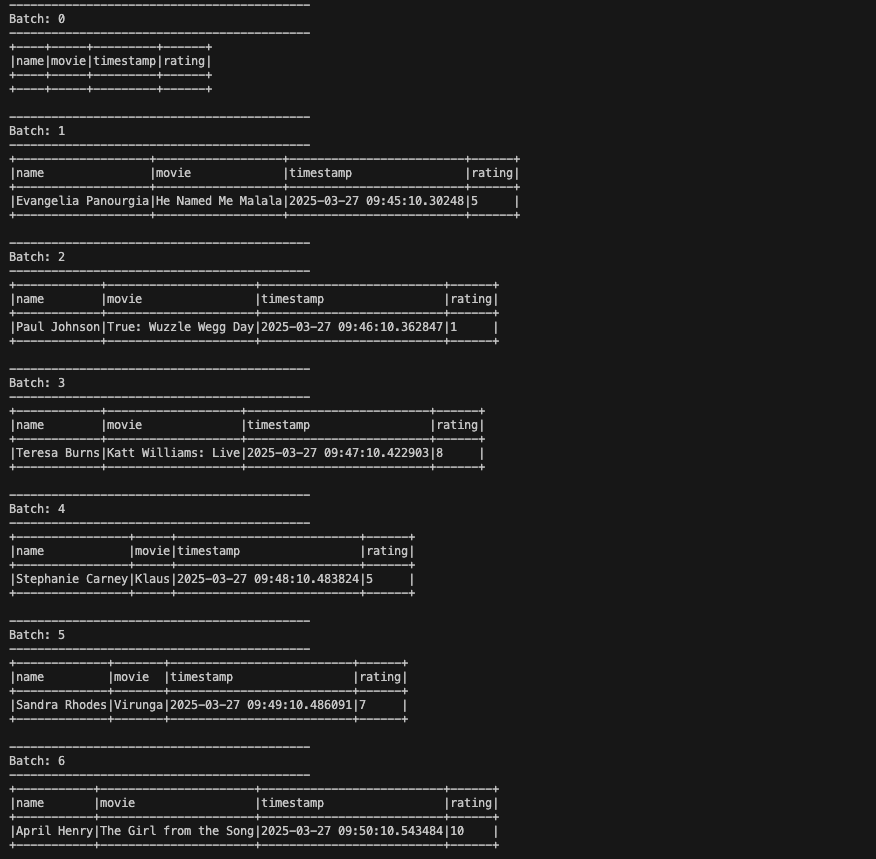 -------------------------------------------
Batch: 0
-------------------------------------------
+----+-----+---------+------+
|name|movie|timestamp|rating|
+----+-----+---------+------+
+----+-----+---------+------+
-------------------------------------------
Batch: 1
-------------------------------------------
+-------------------+------------------+-------------------------+------+
|name               |movie             |timestamp                |rating|
+-------------------+------------------+-------------------------+------+
|Evangelia Panourgia|He Named Me Malala|2025-03-27 09:45:10.30248|5     |
+-------------------+------------------+-------------------------+------+
-------------------------------------------
Batch: 2
-------------------------------------------
+------------+---------------------+--------------------------+------+
|name        |movie                |timestamp                 |rating|
+------------+---------------------+--------------------------+------+
|Paul Johnson|True: Wuzzle Wegg Day|2025-03-27 09:46:10.362847|1     |
+------------+---------------------+--------------------------+------+
-------------------------------------------
Batch: 3
-------------------------------------------
+------------+-------------------+--------------------------+------+
|name        |movie              |timestamp                 |rating|
+------------+-------------------+--------------------------+------+
|Teresa Burns|Katt Williams: Live|2025-03-27 09:47:10.422903|8     |
+------------+-------------------+--------------------------+------+
-------------------------------------------
Batch: 4
-------------------------------------------
+----------------+-----+--------------------------+------+
|name            |movie|timestamp                 |rating|
+----------------+-----+--------------------------+------+
|Stephanie Carney|Klaus|2025-03-27 09:48:10.483824|5     |
+----------------+-----+--------------------------+------+
-------------------------------------------
Batch: 5
-------------------------------------------
+-------------+-------+--------------------------+------+
|name         |movie  |timestamp                 |rating|
+-------------+-------+--------------------------+------+
|Sandra Rhodes|Virunga|2025-03-27 09:49:10.486091|7     |
+-------------+-------+--------------------------+------+
-------------------------------------------
Batch: 6
-------------------------------------------
+-----------+----------------------+--------------------------+------+
|name       |movie                 |timestamp                 |rating|
+-----------+----------------------+--------------------------+------+
|April Henry|The Girl from the Song|2025-03-27 09:50:10.543484|10    |
+-----------+----------------------+--------------------------+------+